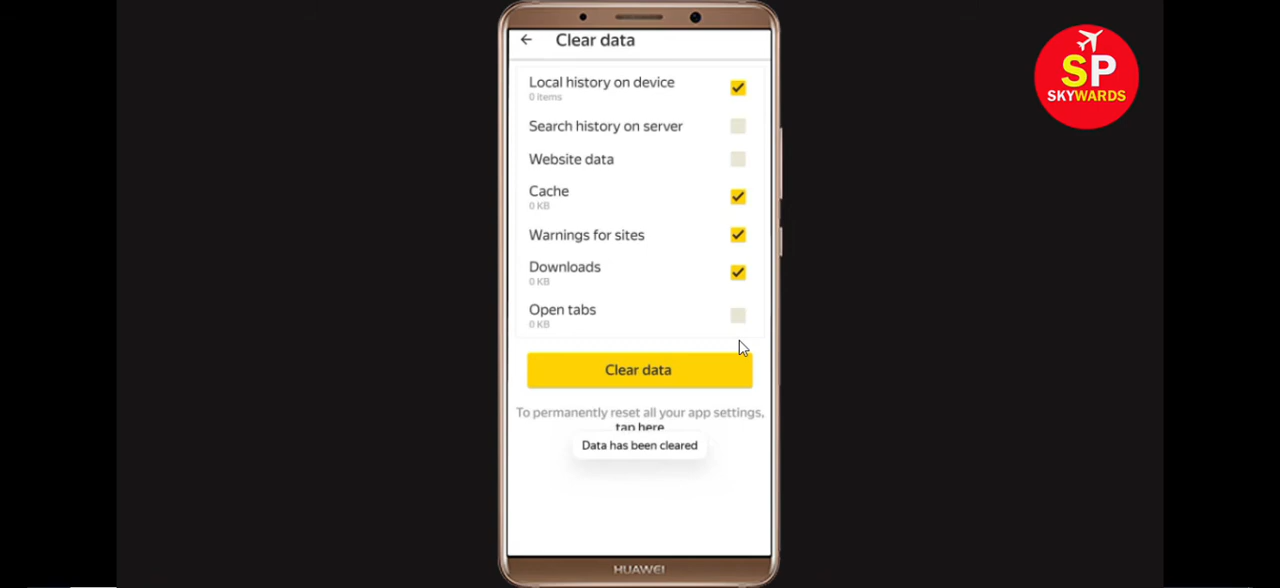 Clear data
Local history on device
0 items
Search history on server
Website data
Cache
0 KB
Warnings for sites
Downloads
0 KB
Open tabs
0 KB
Clear data
To permanently reset all your app settings,
tap here
Data has been cleared
HUAWEI
SP
SKYWARDS